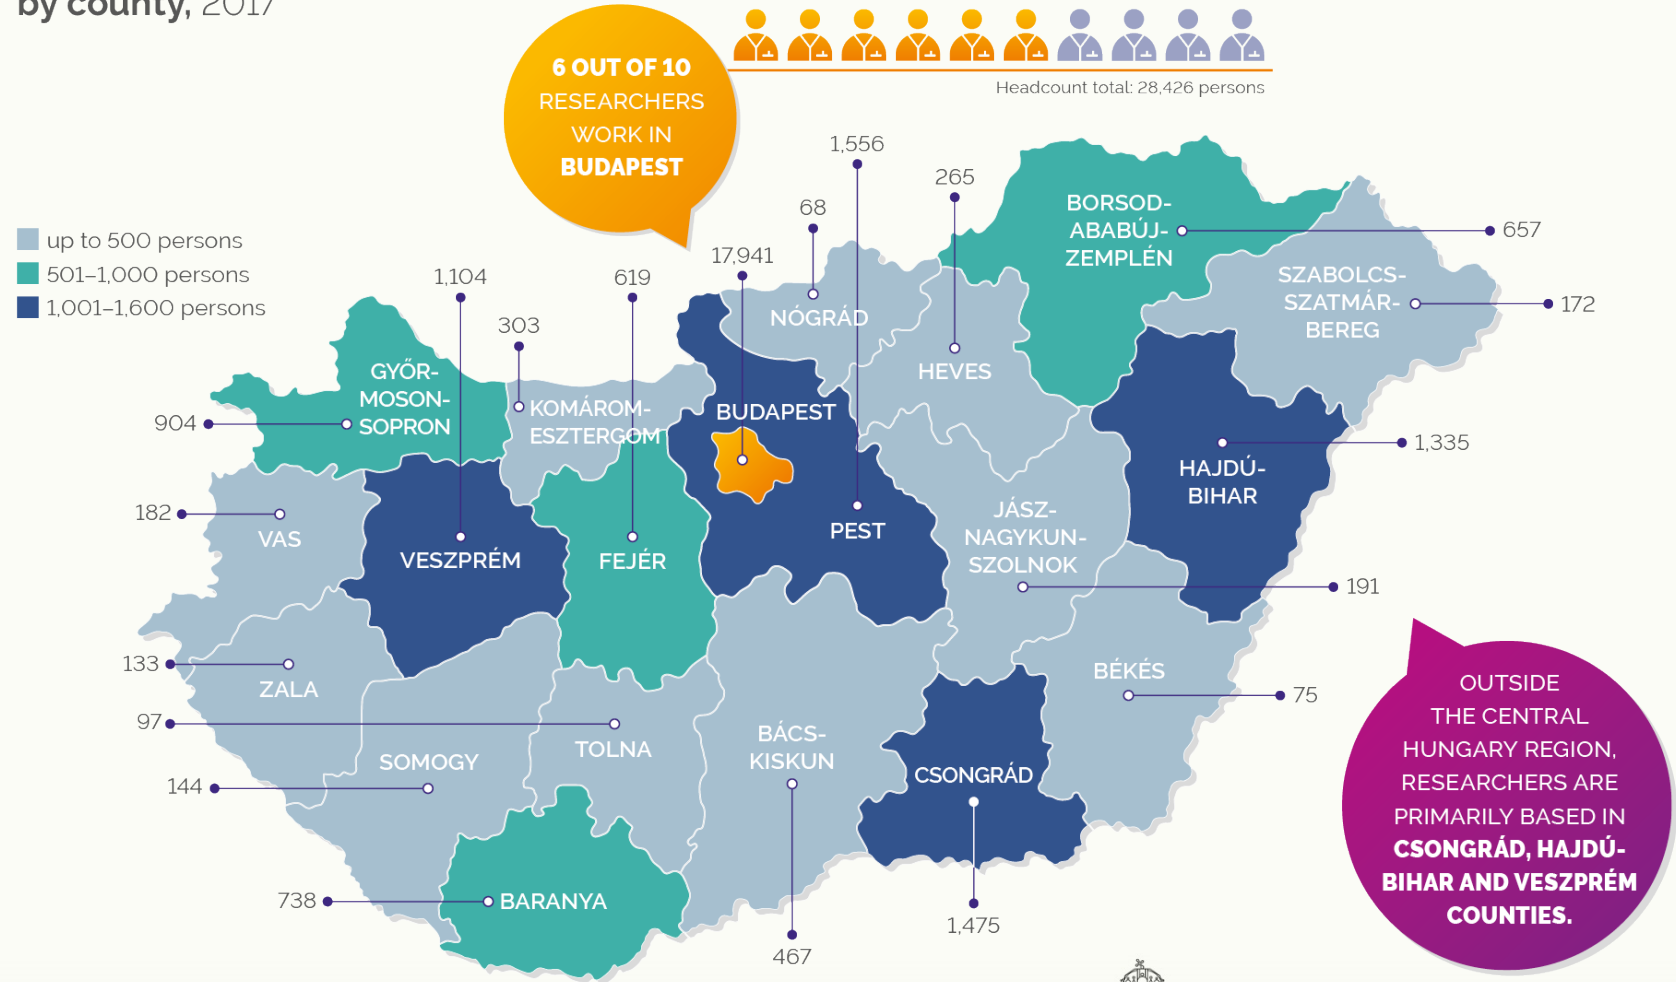 by county, 2017
6 OUT OF 10
RESEARCHERS
WORK IN
BUDAPEST
Headcount total: 28,426 persons
up to 500 persons
501–1,000 persons
1,001–1,600 persons
1,556
265
68
17,941
1,104
619
303
BORSOD-
ABABÚJ-
ZEMPLÉN
657
SZABOLCS-
SZATMÁR-
BEREG
172
NÓGRÁD
HEVES
GYŐR-
MOSON-
SOPRON
904
KOMÁROM-
ESZTERGOM
BUDAPEST
HAJDÚ-
BIHAR
1,335
182
VAS
VESZPRÉM
FEJÉR
PEST
JÁSZ-
NAGYKUN-
SZOLNOK
191
133
ZALA
97
TOLNA
144
SOMOGY
BÁCS-
KISKUN
CSONGRÁD
BÉKÉS
75
738
BARANYA
467
1,475
OUTSIDE
THE CENTRAL
HUNGARY REGION,
RESEARCHERS ARE
PRIMARILY BASED IN
CSONGRÁD, HAJDÚ-
BIHAR AND VESZPRÉM
COUNTIES.